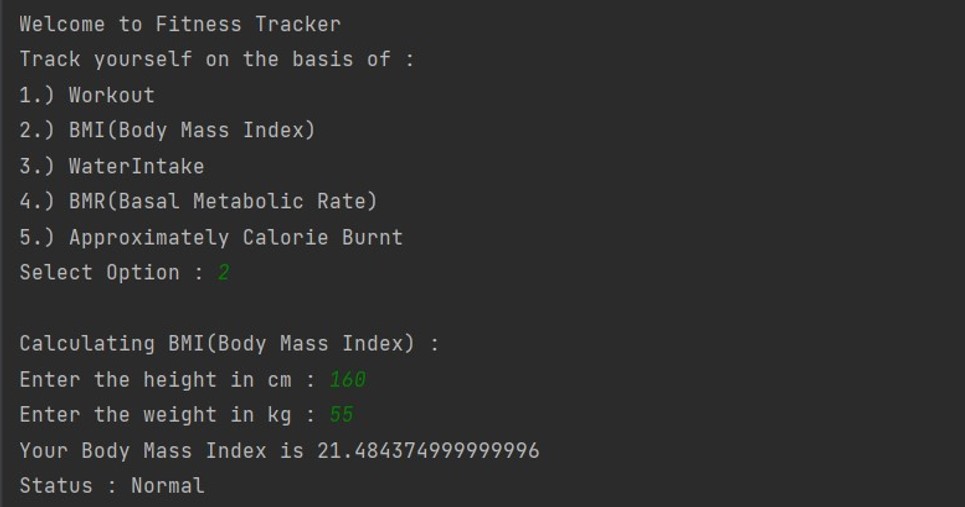 Welcome to Fitness Tracker
Track yourself on the basis of :
1.) Workout
2.) BMI(Body Mass Index)
3.) WaterIntake
4.) BMR(Basal Metabolic Rate)
5.) Approximately Calorie Burnt
Select Option : 2
Calculating BMI(Body Mass Index) :
Enter the height in cm : 160
Enter the weight in kg : 55
Your Body Mass Index is 21.484374999999996
Status : Normal